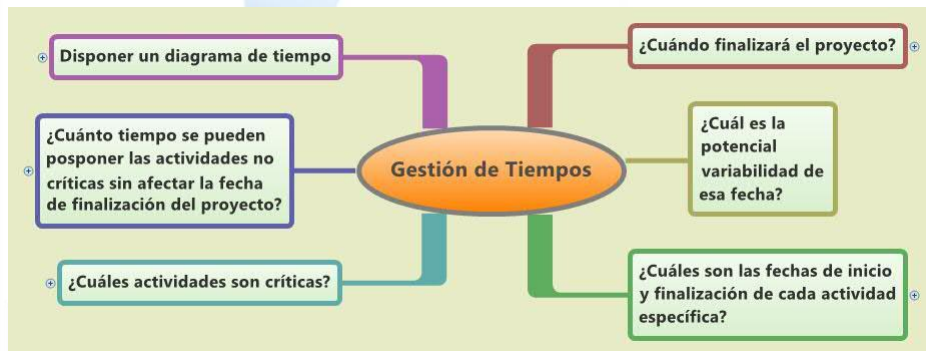 Disponer un diagrama de tiempo
¿Cuándo finalizará el proyecto?
¿Cuánto tiempo se pueden
posponer las actividades no
críticas sin afectar la fecha
de finalización del proyecto?
Gestión de Tiempos
¿Cuál es la
potencial
variabilidad de
esa fecha?
¿Cuáles actividades son críticas?
¿Cuáles son las fechas de inicio
y finalización de cada actividad
específica?